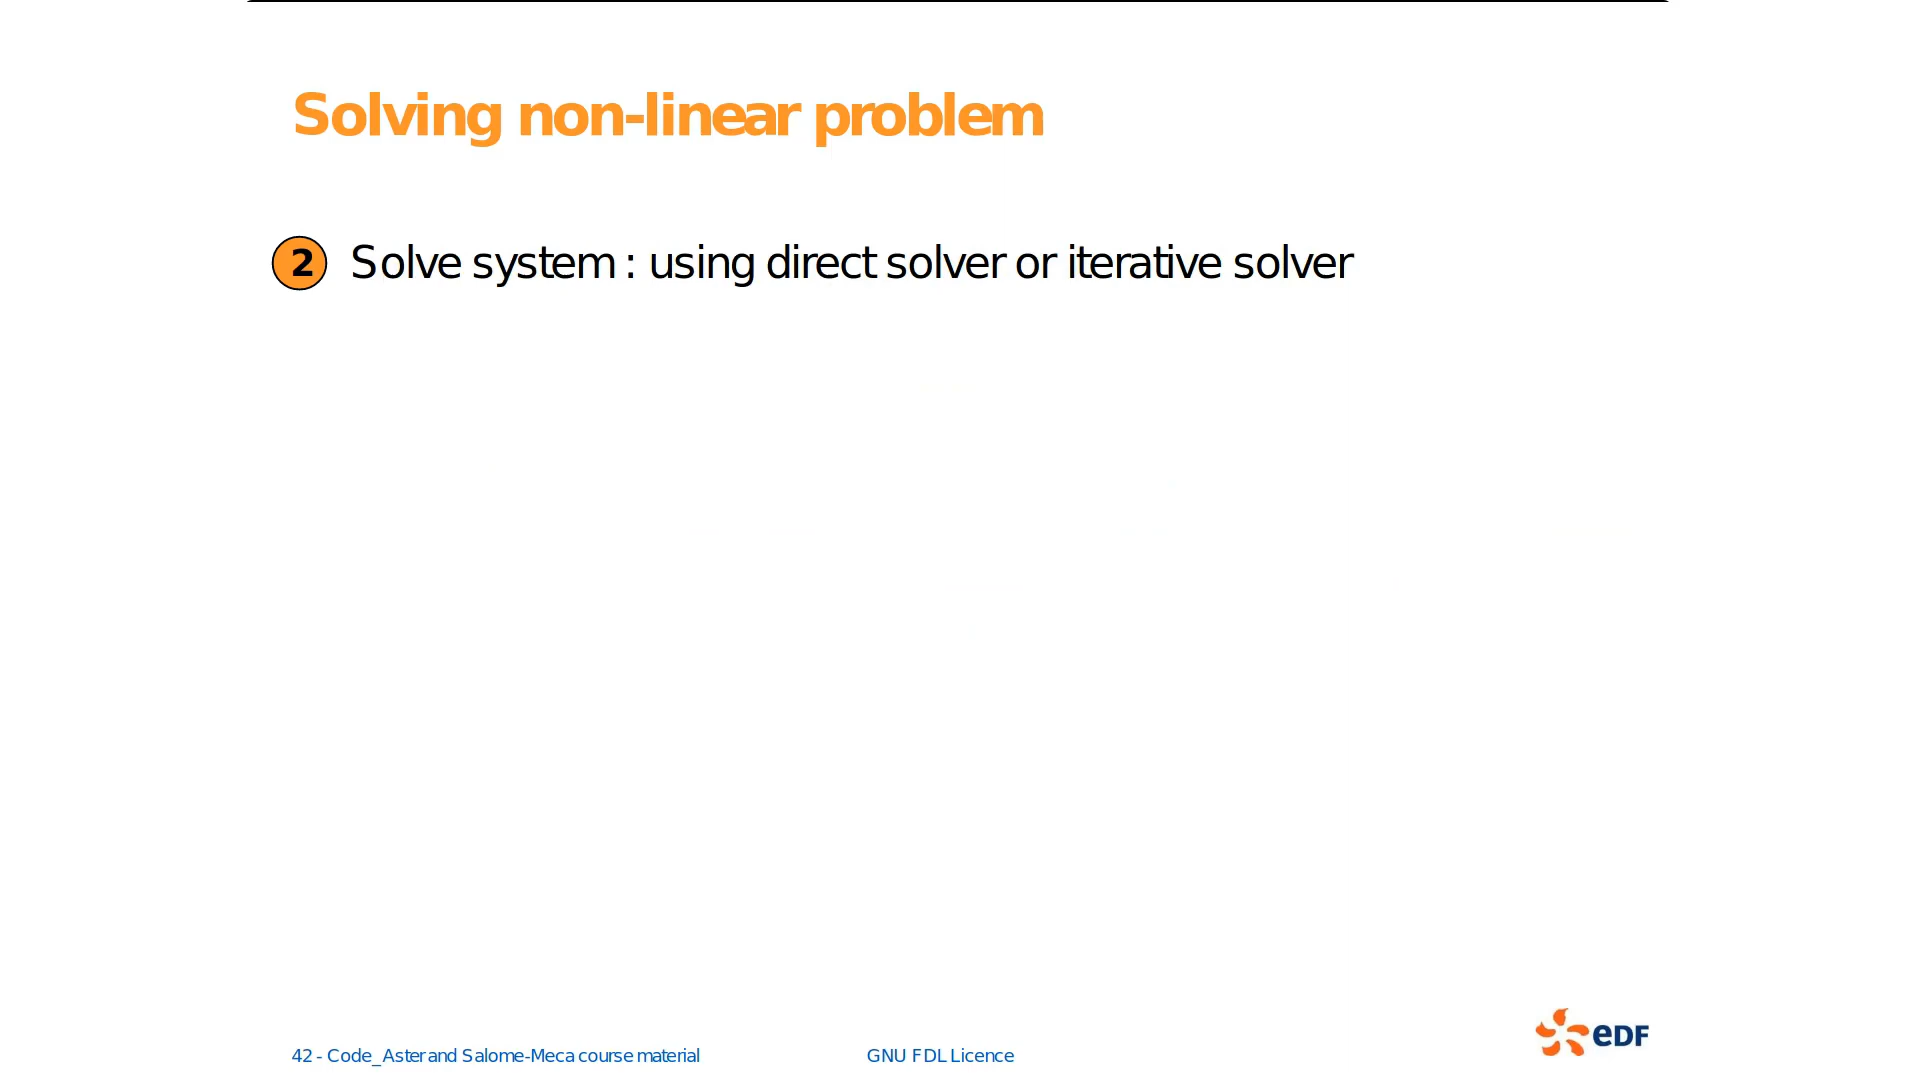 Solving non-linear problem
2 Solve system : using direct solver or iterative solver
42 - Code_Aster and Salome-Meca course material GNU FDL Licence
eDF